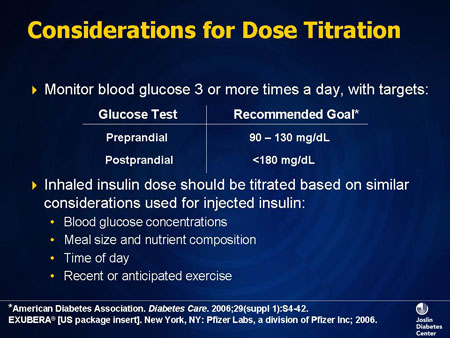 Considerations for Dose Titration
Monitor blood glucose 3 or more times a day, with targets:
Glucose Test Recommended Goal*
Preprandial 90 – 130 mg/dL
Postprandial <180 mg/dL
Inhaled insulin dose should be titrated based on similar
considerations used for injected insulin:
• Blood glucose concentrations
• Meal size and nutrient composition
• Time of day
• Recent or anticipated exercise
*American Diabetes Association. Diabetes Care. 2006;29(suppl 1):S4-42.
EXUBERA® [US package insert]. New York, NY: Pfizer Labs, a division of Pfizer Inc; 2006.
Joslin
Diabetes
Center